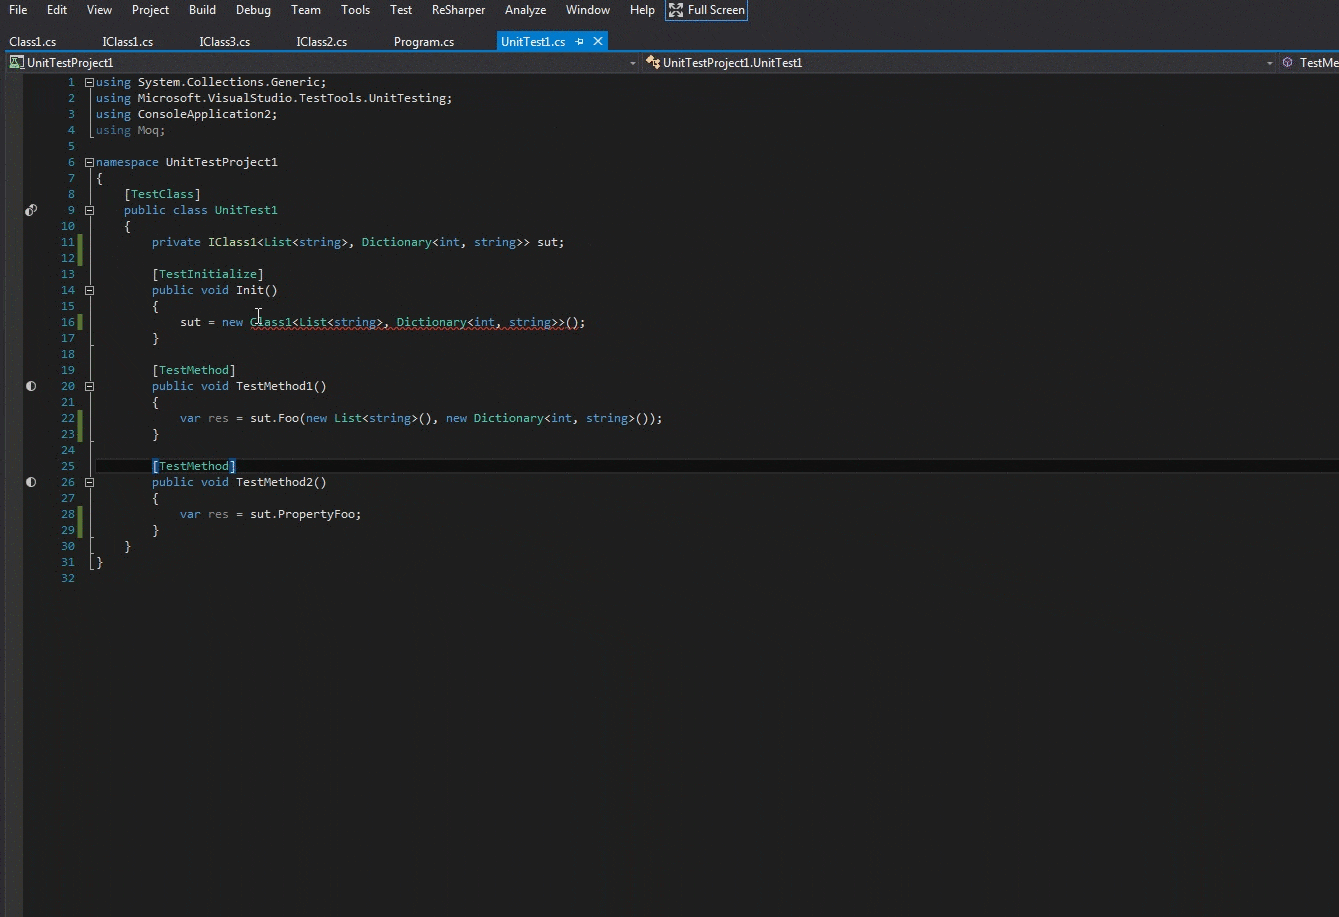 File Edit View Project Build Debug Team Tools Test ReSharper Analyze Window Help Full Screen
Class1.cs IClass1.cs IClass3.cs IClass2.cs Program.cs UnitTest1.cs
UnitTestProject1 UnitTestProject1.UnitTest1 TestMe
1 using System.Collections.Generic;
2 using Microsoft.VisualStudio.TestTools.UnitTesting;
3 using ConsoleApplication2;
4 using Moq;
5
6 namespace UnitTestProject1
7 {
8 [TestClass]
9 public class UnitTest1
10 {
11 private IClass1<List<string>, Dictionary<int, string>> sut;
12
13 [TestInitialize]
14 public void Init()
15 {
16 sut = new Class1<List<string>, Dictionary<int, string>>();
17 }
18
19 [TestMethod]
20 public void TestMethod1()
21 {
22 var res = sut.Foo(new List<string>(), new Dictionary<int, string>());
23 }
24
25 [TestMethod]
26 public void TestMethod2()
27 {
28 var res = sut.PropertyFoo;
29 }
30 }
31 }
32